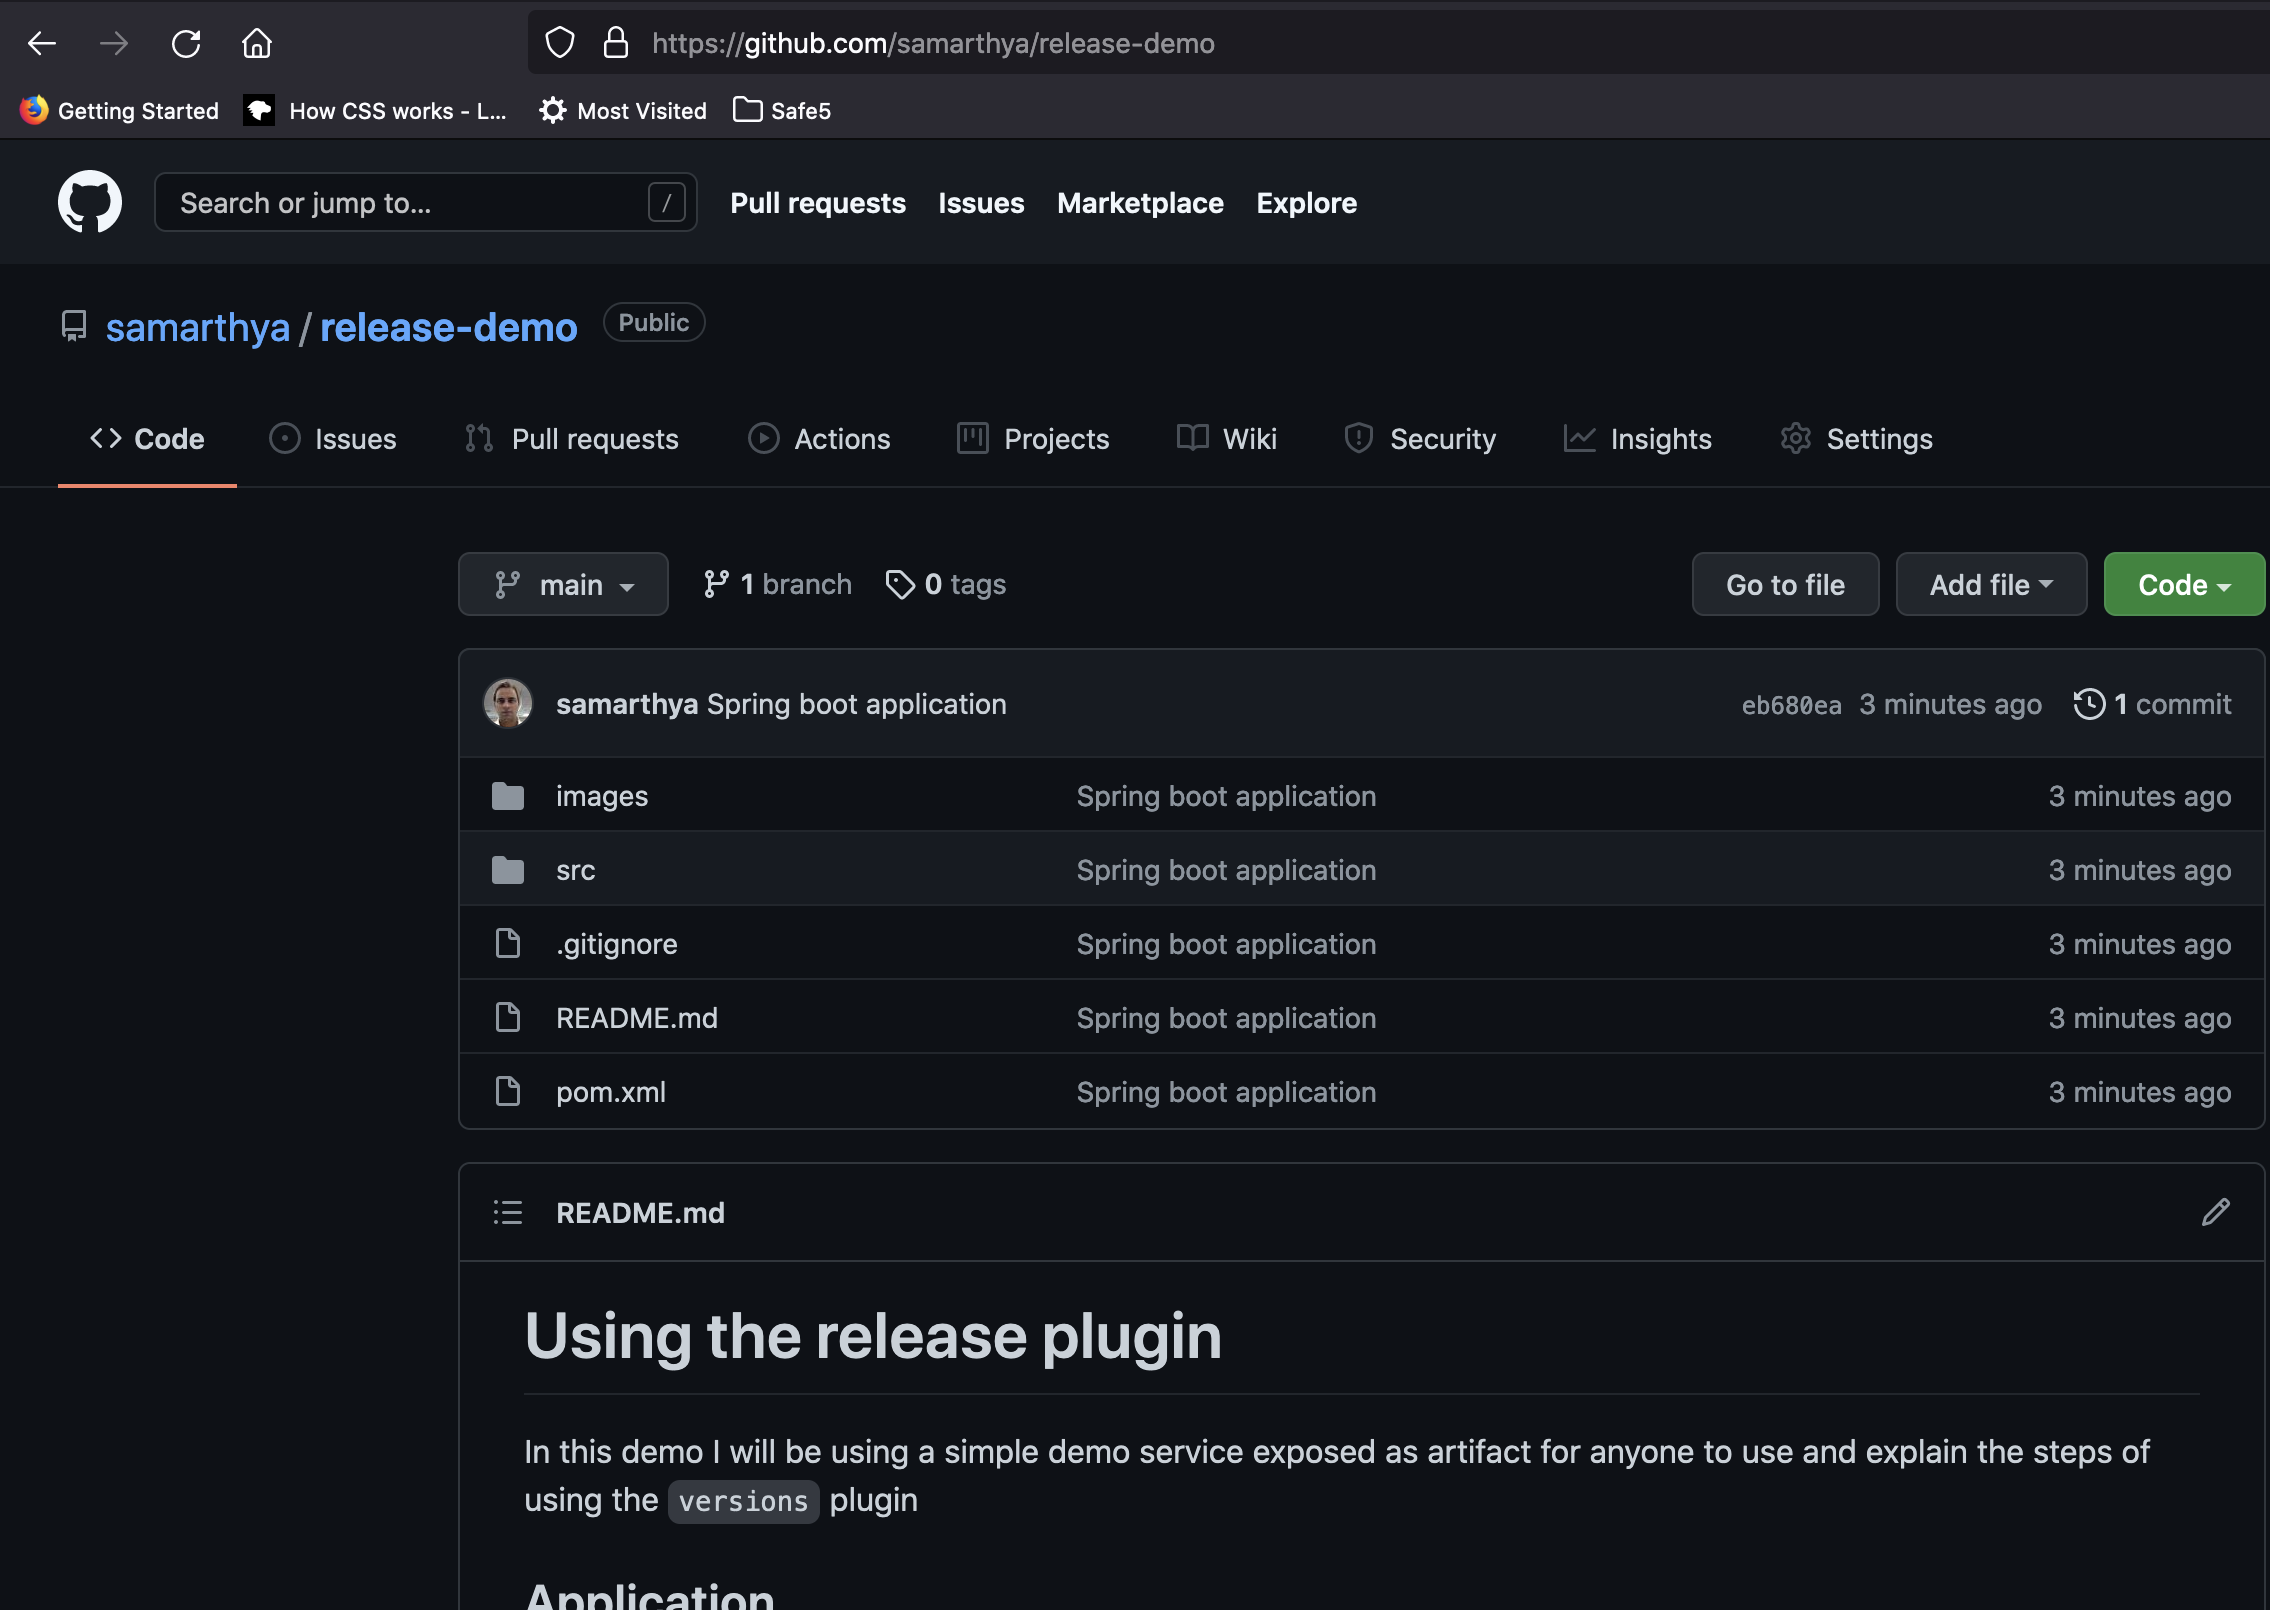 https://github.com/samarthya/release-demo
Getting Started How CSS works - L... Most Visited Safe5
Search or jump to... / Pull requests Issues Marketplace Explore
samarthya / release-demo Public
Code Issues Pull requests Actions Projects Wiki Security Insights Settings
main 1 branch 0 tags Go to file Add file Code
samarthya Spring boot application eb680ea 3 minutes ago 1 commit
images Spring boot application 3 minutes ago
src Spring boot application 3 minutes ago
.gitignore Spring boot application 3 minutes ago
README.md Spring boot application 3 minutes ago
pom.xml Spring boot application 3 minutes ago
README.md
Using the release plugin
In this demo I will be using a simple demo service exposed as artifact for anyone to use and explain the steps of
using the versions plugin
Application